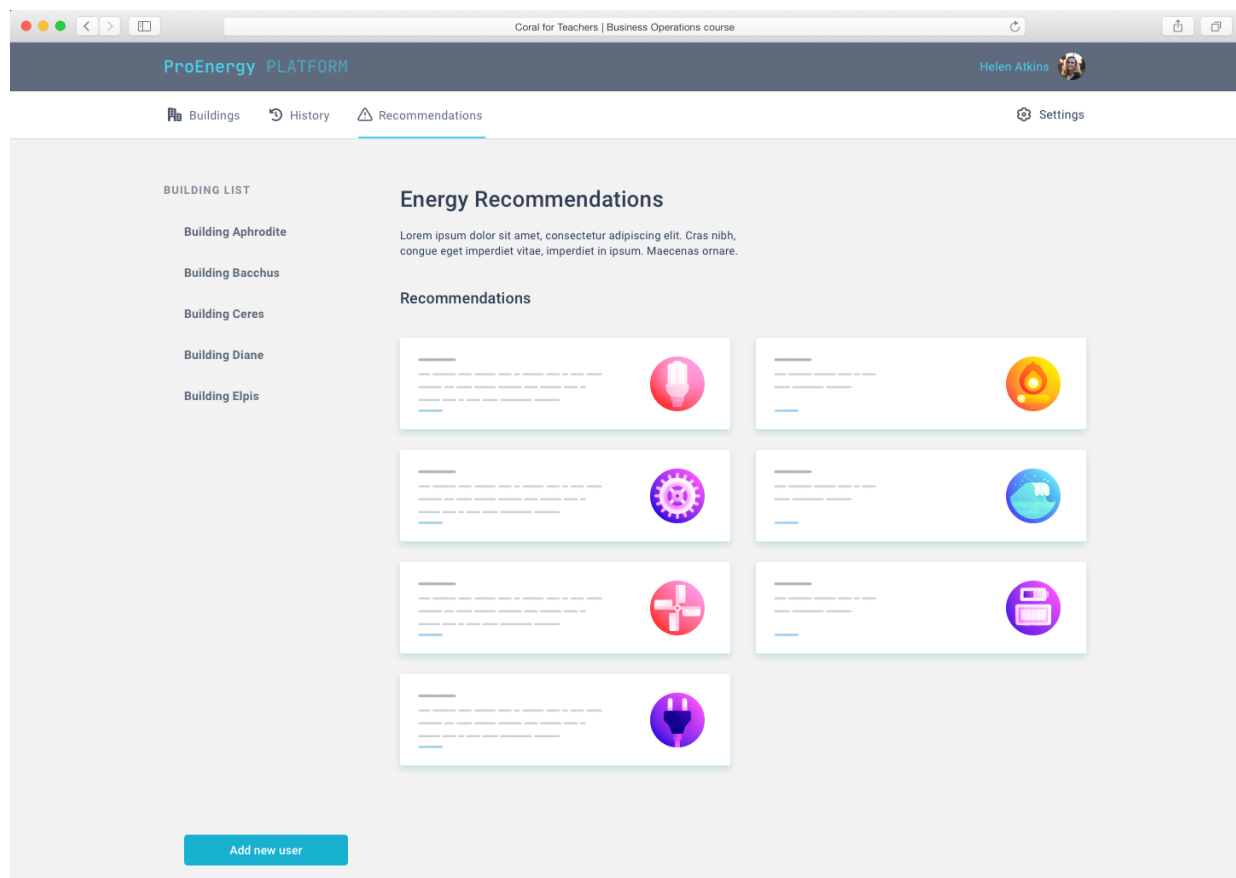 Coral for Teachers | Business Operations course
ProEnergy PLATFORM
Helen Atkins
Buildings
History
Recommendations
Settings
BUILDING LIST
Building Aphrodite
Building Bacchus
Building Ceres
Building Diane
Building Elpis
Energy Recommendations
Lorem ipsum dolor sit amet, consectetur adipiscing elit. Cras nibh,
congue eget imperdiet vitae, imperdiet in ipsum. Maecenas ornare.
Recommendations
Add new user